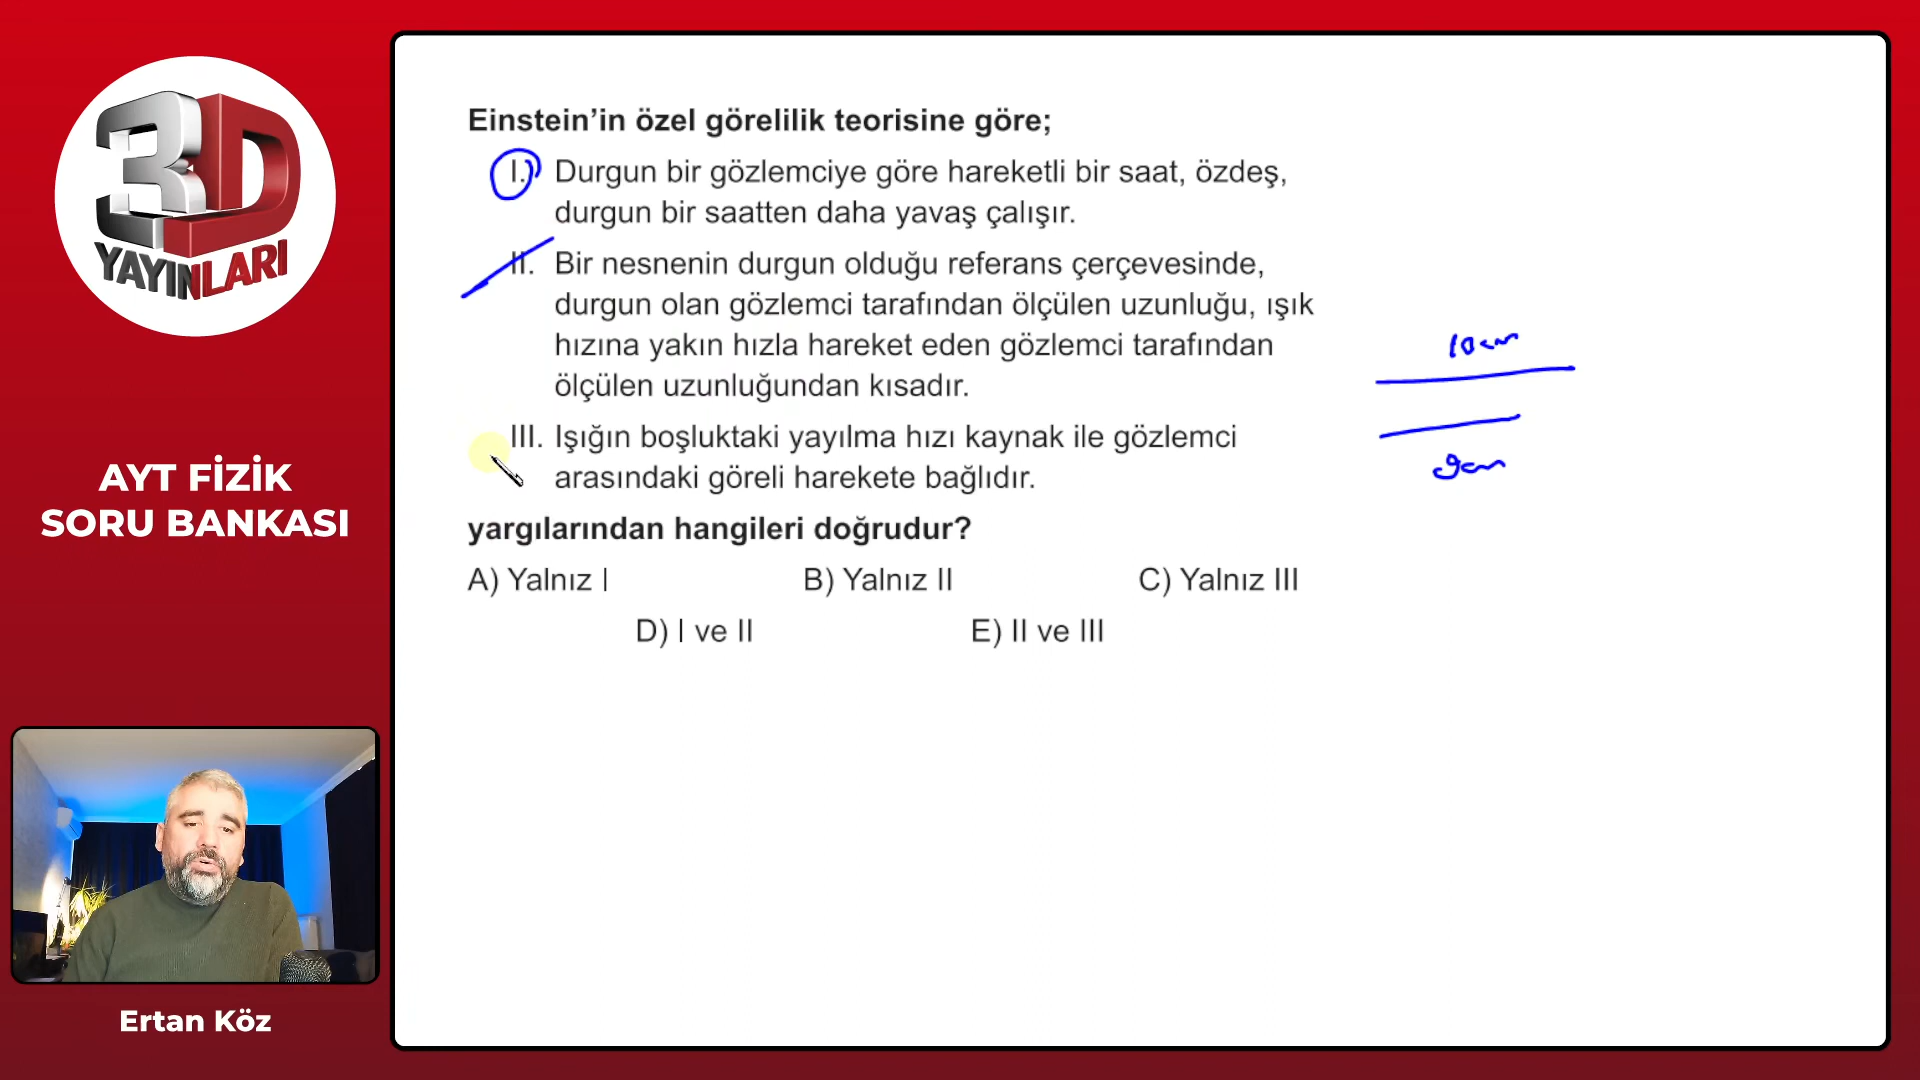 3D
YAYINLARI
AYT FİZİK
SORU BANKASI
Ertan Köz
Einstein’in özel görelilik teorisine göre;
I. Durgun bir gözlemciye göre hareketli bir saat, özdeş,
durgun bir saatten daha yavaş çalışır.
II. Bir nesnenin durgun olduğu referans çerçevesinde,
durgun olan gözlemci tarafından ölçülen uzunluğu, ışık
hızına yakın hızla hareket eden gözlemci tarafından
ölçülen uzunluğundan kısadır.
III. Işığın boşluktaki yayılma hızı kaynak ile gözlemci
arasındaki göreli harekete bağlıdır.
yargılarından hangileri doğrudur?
A) Yalnız I B) Yalnız II C) Yalnız III
D) I ve II E) II ve III
10cm
9cm